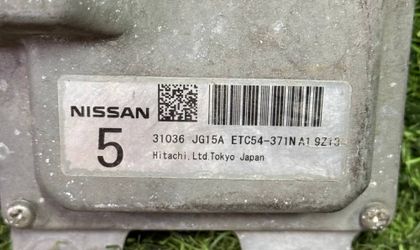 NISSAN
5
31036 JG15A ETC54-371N A1 9Z13
Hitachi.Ltd.Tokyo Japan